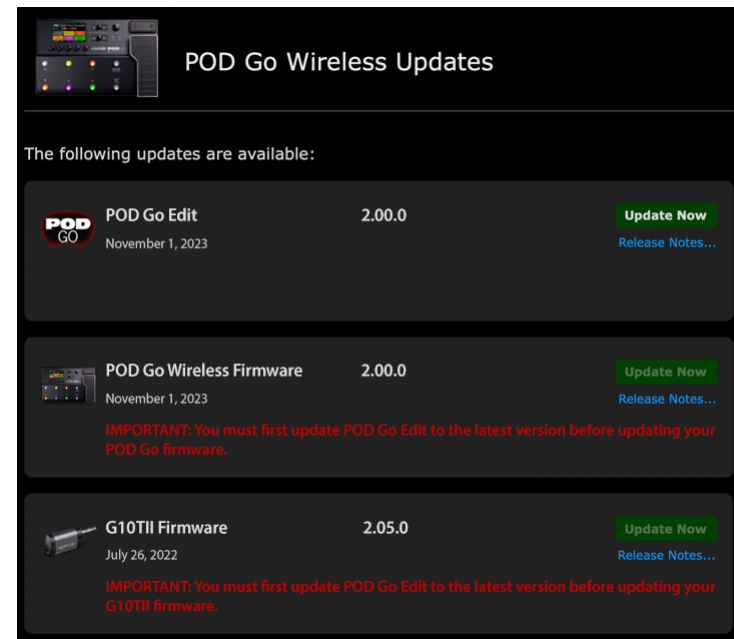 POD Go Wireless Updates
The following updates are available:
POD GO
POD Go Edit 2.00.0 Update Now
November 1, 2023 Release Notes...
POD Go Wireless Firmware 2.00.0 Update Now
November 1, 2023 Release Notes...
IMPORTANT: You must first update POD Go Edit to the latest version before updating your
POD Go firmware.
G10TII Firmware 2.05.0 Update Now
July 26, 2022 Release Notes...
IMPORTANT: You must first update POD Go Edit to the latest version before updating your
G10TII firmware.